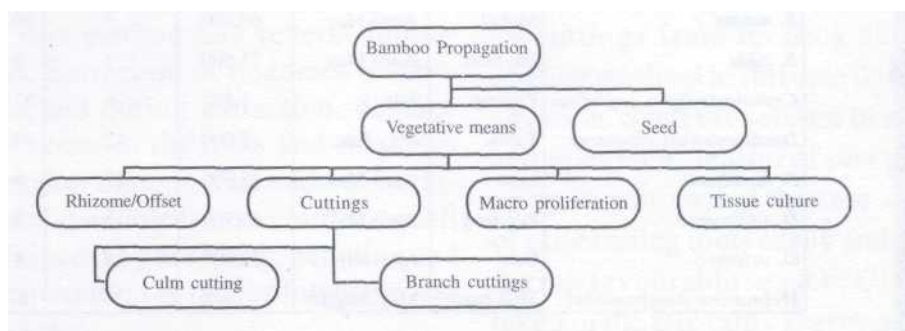 Bamboo Propagation
Vegetative means
Seed
Rhizome/Offset
Cuttings
Macro proliferation
Tissue culture
Culm cutting
Branch cuttings